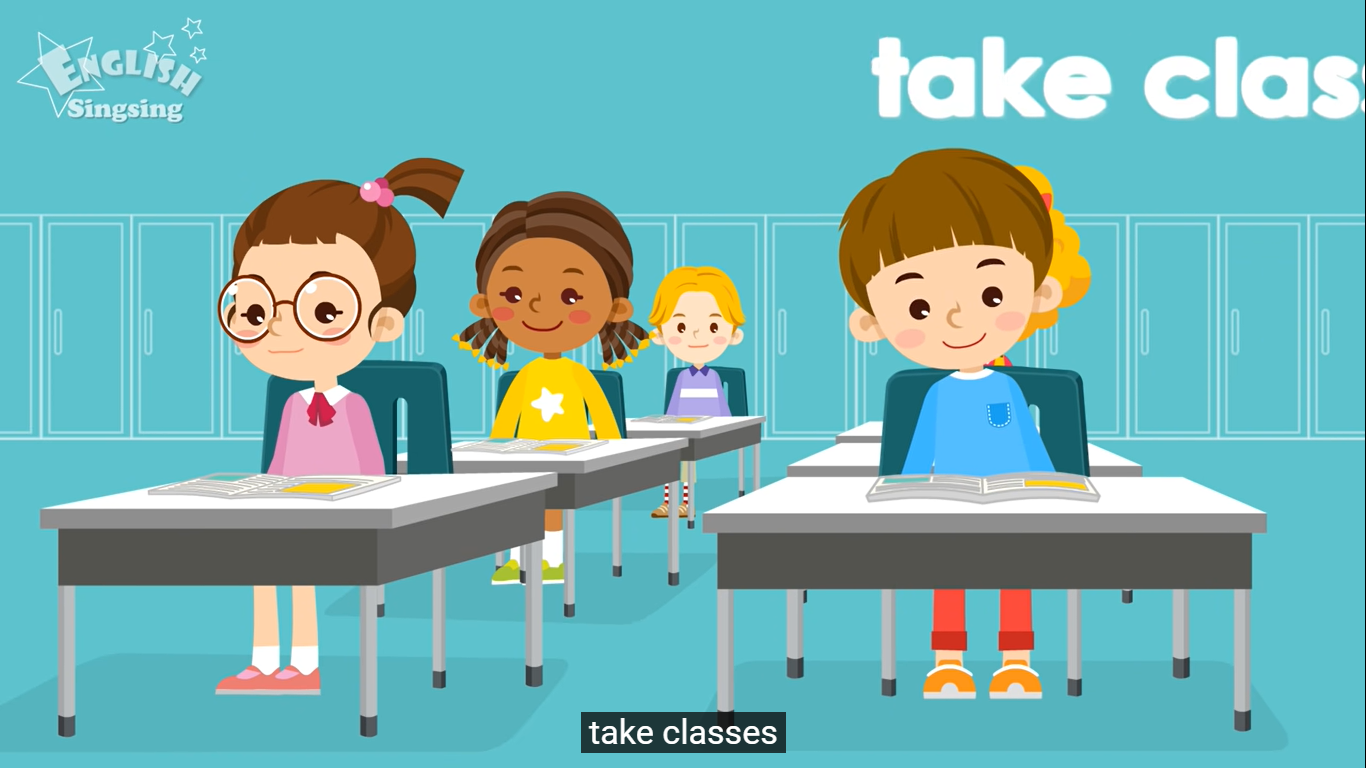 ENGLISH
Singsing
take clas
take classes